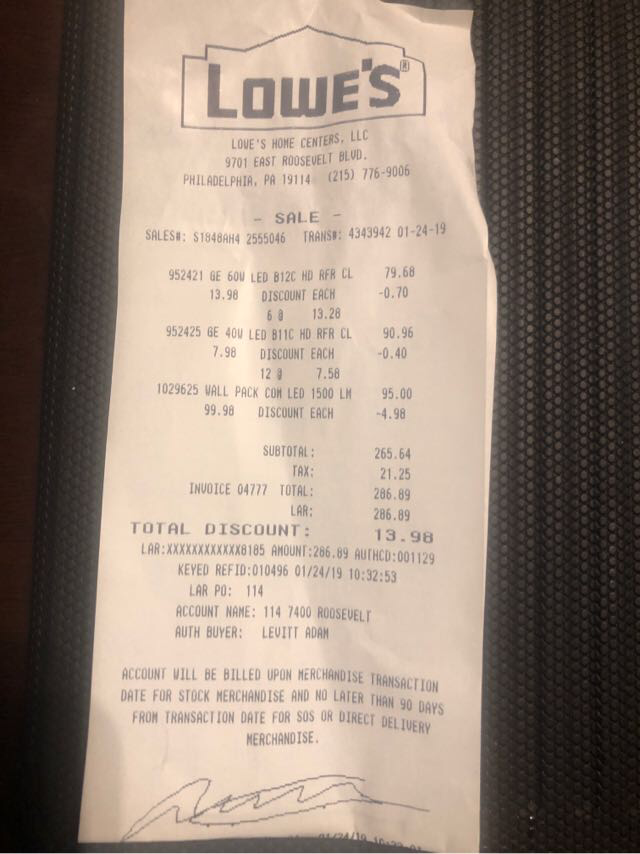 LOWE'S®
LOWE'S HOME CENTERS, LLC
9701 EAST ROOSEVELT BLVD.
PHILADELPHIA, PA 19114 (215) 776-9006
- SALE -
SALES#: S1848AH4 2555046 TRANS#: 4343942 01-24-19
952421 GE 60W LED B12C HD RFR CL 79.68
13.98 DISCOUNT EACH -0.70
6 @ 13.28
952425 GE 40W LED B11C HD RFR CL 90.96
7.98 DISCOUNT EACH -0.40
12 @ 7.58
1029625 WALL PACK COM LED 1500 LM 95.00
99.98 DISCOUNT EACH -4.98
SUBTOTAL: 265.64
TAX: 21.25
INVOICE 04777 TOTAL: 286.89
LAR: 286.89
TOTAL DISCOUNT: 13.98
LAR:XXXXXXXXXXXX8185 AMOUNT:286.89 AUTHCD:001129
KEYED REFID:010496 01/24/19 10:32:53
LAR PO: 114
ACCOUNT NAME: 114 7400 ROOSEVELT
AUTH BUYER: LEVITT ADAM
ACCOUNT WILL BE BILLED UPON MERCHANDISE TRANSACTION
DATE FOR STOCK MERCHANDISE AND NO LATER THAN 90 DAYS
FROM TRANSACTION DATE FOR SOS OR DIRECT DELIVERY
MERCHANDISE.
01/24/19